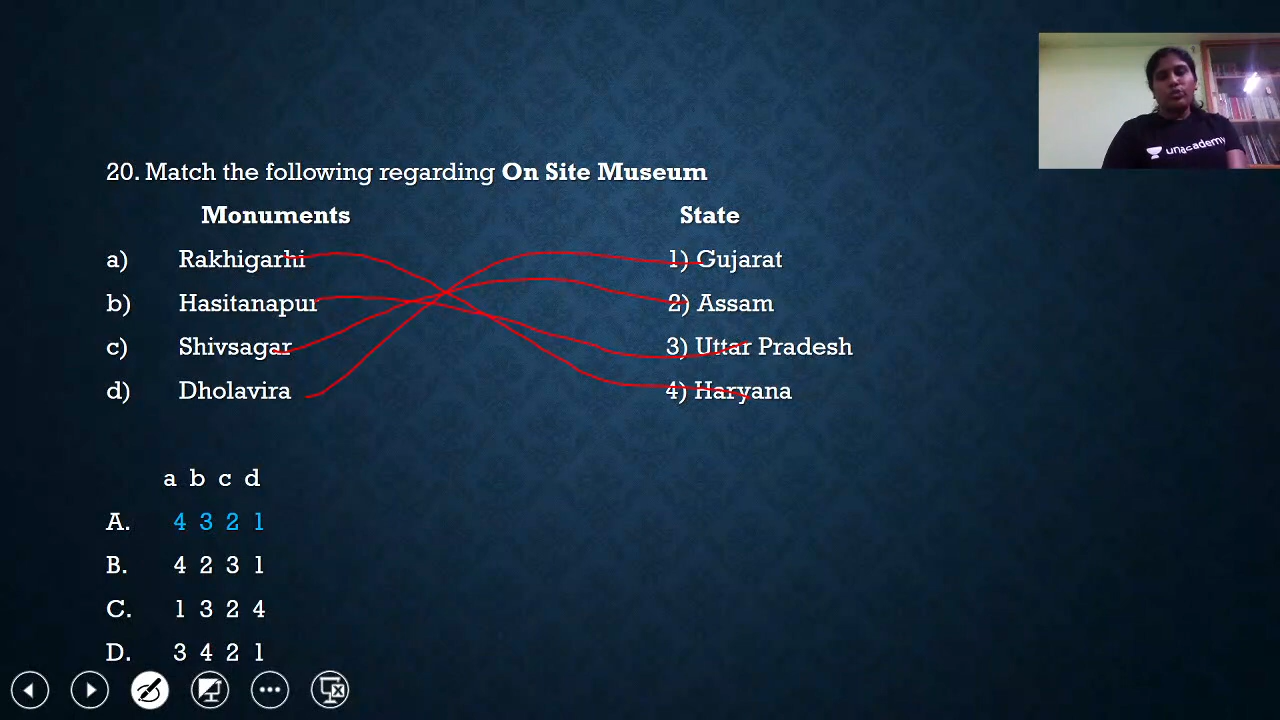 unacademy
20. Match the following regarding On Site Museum
Monuments State
a) Rakhigarhi 1) Gujarat
b) Hasitanapur 2) Assam
c) Shivsagar 3) Uttar Pradesh
d) Dholavira 4) Haryana
a b c d
A. 4 3 2 1
B. 4 2 3 1
C. 1 3 2 4
D. 3 4 2 1